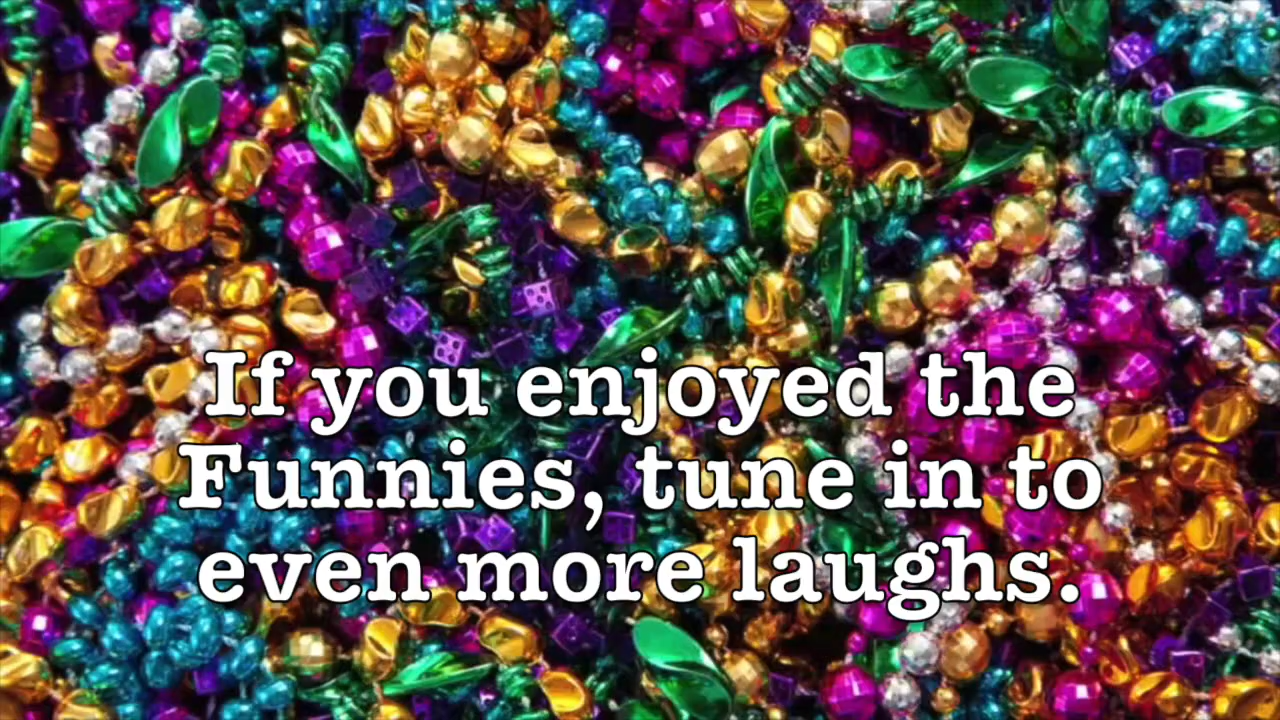 If you enjoyed the
Funnies, tune in to
even more laughs.